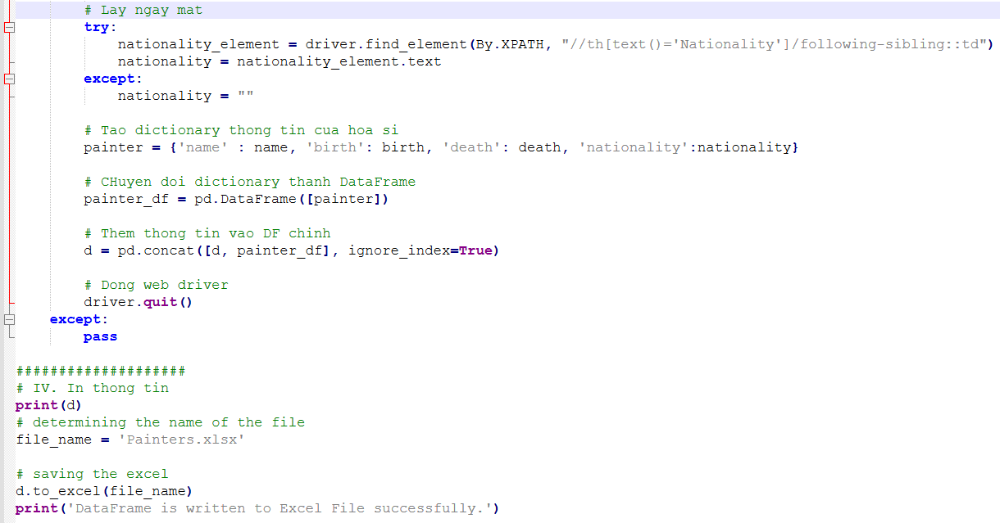 # Lay ngay mat
try:
nationality_element = driver.find_element(By.XPATH, "//th[text()='Nationality']/following-sibling::td")
nationality = nationality_element.text
except:
nationality = ""
# Tao dictionary thong tin cua hoa si
painter = {'name' : name, 'birth': birth, 'death': death, 'nationality':nationality}
# CHuyen doi dictionary thanh DataFrame
painter_df = pd.DataFrame([painter])
# Them thong tin vao DF chinh
d = pd.concat([d, painter_df], ignore_index=True)
# Dong web driver
driver.quit()
except:
pass
####################
# IV. In thong tin
print(d)
# determining the name of the file
file_name = 'Painters.xlsx'
# saving the excel
d.to_excel(file_name)
print('DataFrame is written to Excel File successfully.')